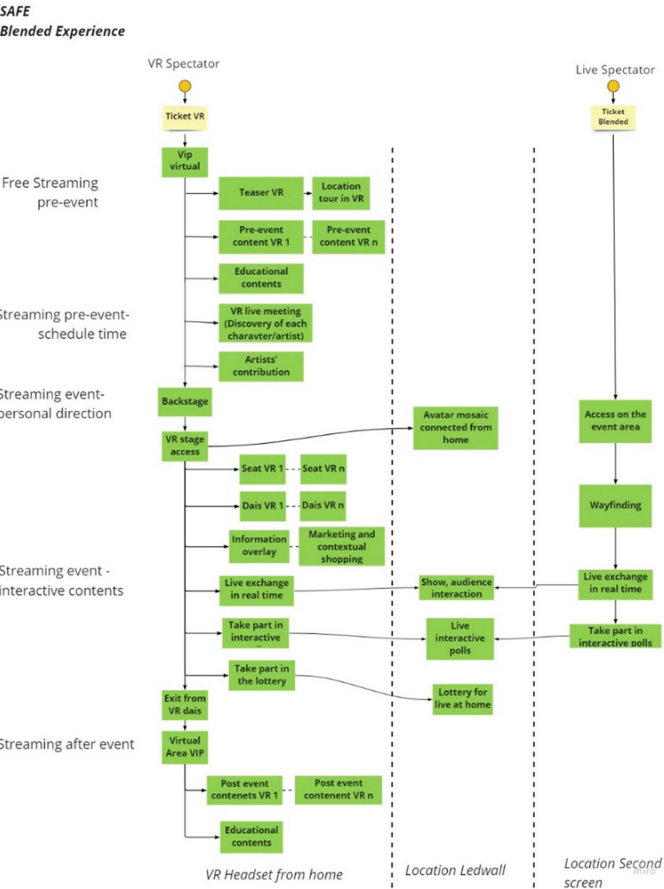 SAFE
Blended Experience
VR Spectator
Live Spectator
Ticket VR
Ticket
Blended
Vip
virtual
Free Streaming
pre-event
Teaser VR
Location
tour in VR
Pre-event
content VR 1
Pre-event
content VR n
Educational
contents
Streaming pre-event-
schedule time
VR live meeting
(Discovery of each
charavter/artist)
Artists'
contribution
Streaming event-
personal direction
Backstage
VR stage
access
Avatar mosaic
connected from
home
Access on the
event area
Seat VR 1
Seat VR n
Dais VR 1
Dais VR n
Wayfinding
Information
overlay
Marketing and
contextual
shopping
Streaming event -
interactive contents
Live exchange
in real time
Show, audience
interaction
Live exchange
in real time
Take part in
interactive
Live
interactive
polls
Take part in
interactive polls
Take part in
the lottery
Lottery for
live at home
Exit from
VR dais
Streaming after event
Virtual
Area VIP
Post event
contenets VR 1
Post event
contenent VR n
Educational
contents
VR Headset from home
Location Ledwall
Location Second
screen
miro